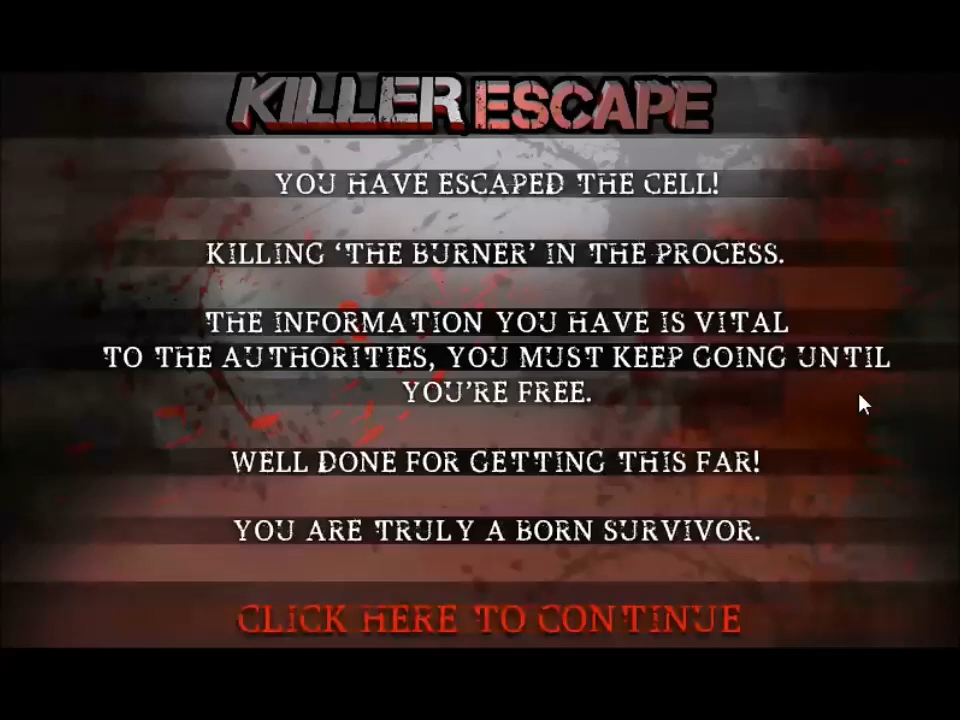 KILLER ESCAPE
YOU HAVE ESCAPED THE CELL!
KILLING ‘THE BURNER’ IN THE PROCESS.
THE INFORMATION YOU HAVE IS VITAL
TO THE AUTHORITIES, YOU MUST KEEP GOING UNTIL
YOU’RE FREE.
WELL DONE FOR GETTING THIS FAR!
YOU ARE TRULY A BORN SURVIVOR.
CLICK HERE TO CONTINUE